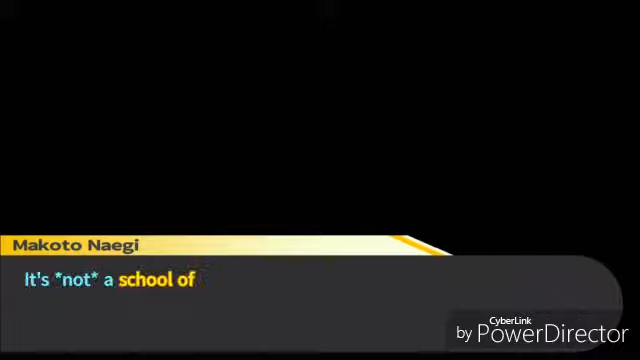 Makoto Naegi
It's *not* a school of
CyberLink
by PowerDirector